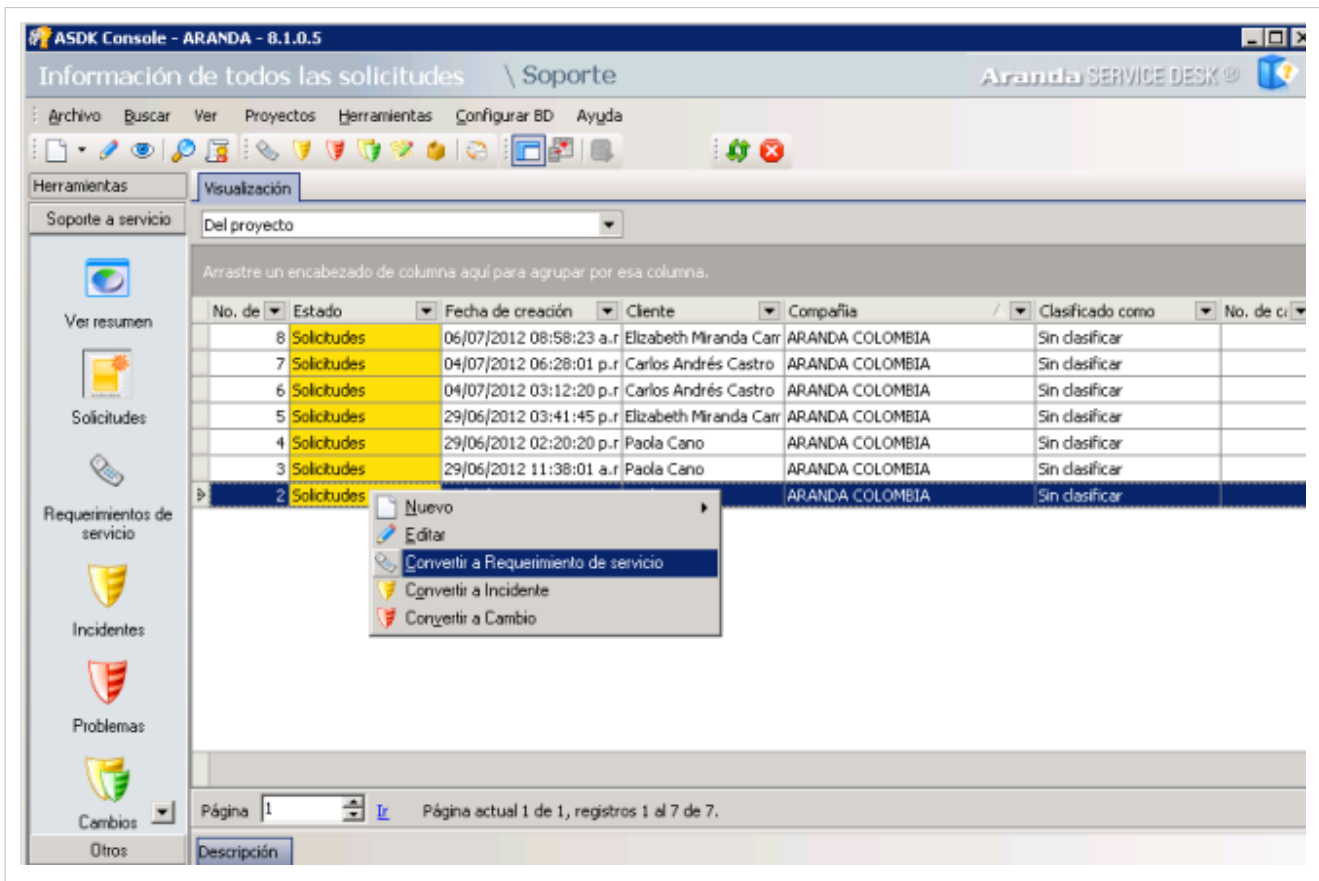 ASDK Console - ARANDA - 8.1.0.5
Información de todos las solicitudes \ Soporte
Aranda SERVICE DESK ®
Archivo Buscar Ver Proyectos Herramientas Configurar BD Ayuda
Herramientas
Visualización
Soporte a servicio
Del proyecto
Arrastre un encabezado de columna aquí para agrupar por esa columna.
No. de Estado Fecha de creación Cliente Compañia Clasificado como No. de ca
8 Solicitudes 06/07/2012 08:58:23 a.r Elizabeth Miranda Carr ARANDA COLOMBIA Sin clasificar
7 Solicitudes 04/07/2012 06:28:01 p.r Carlos Andrés Castro ARANDA COLOMBIA Sin clasificar
6 Solicitudes 04/07/2012 03:12:20 p.r Carlos Andrés Castro ARANDA COLOMBIA Sin clasificar
5 Solicitudes 29/06/2012 03:41:45 p.r Elizabeth Miranda Carr ARANDA COLOMBIA Sin clasificar
4 Solicitudes 29/06/2012 02:20:20 p.r Paola Cano ARANDA COLOMBIA Sin clasificar
3 Solicitudes 29/06/2012 11:38:01 a.r Paola Cano ARANDA COLOMBIA Sin clasificar
2 Solicitudes ARANDA COLOMBIA Sin clasificar
Nuevo
Editar
Convertir a Requerimiento de servicio
Convertir a Incidente
Convertir a Cambio
Ver resumen
Solicitudes
Requerimientos de
servicio
Incidentes
Problemas
Cambios
Otros
Página 1 Ir Página actual 1 de 1, registros 1 al 7 de 7.
Descripción